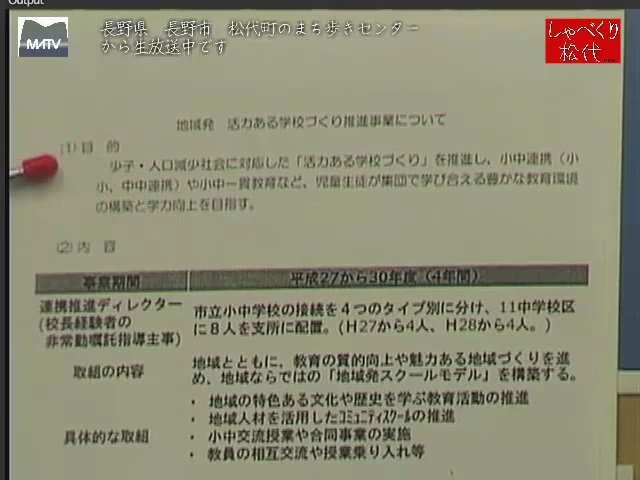 Output
MATV
長野県　長野市　松代町のまち歩きセンター
から生放送中です
しゃべくり
松代
地域発　活力ある学校づくり推進事業について
(1)目　的
少子・人口減少社会に対応した「活力ある学校づくり」を推進し、小中連携（小
小、中中連携）や小中一貫教育など、児童生徒が集団で学び合える豊かな教育環境
の構築と学力向上を目指す。
(2)内　容
事業期間　平成27から30年度（4年間）
連携推進ディレクター
(校長経験者の
非常勤嘱託指導主事)
市立小中学校の接続を４つのタイプ別に分け、11中学校区
に８人を支所に配置。（H27から4人、H28から4人。）
取組の内容
地域とともに、教育の質的向上や魅力ある地域づくりを進
め、地域ならではの「地域発スクールモデル」を構築する。
具体的な取組
・ 地域の特色ある文化や歴史を学ぶ教育活動の推進
・ 地域人材を活用したｺﾐｭﾆﾃｨｽｸｰﾙの推進
・ 小中交流授業や合同事業の実施
・ 教員の相互交流や授業乗り入れ等